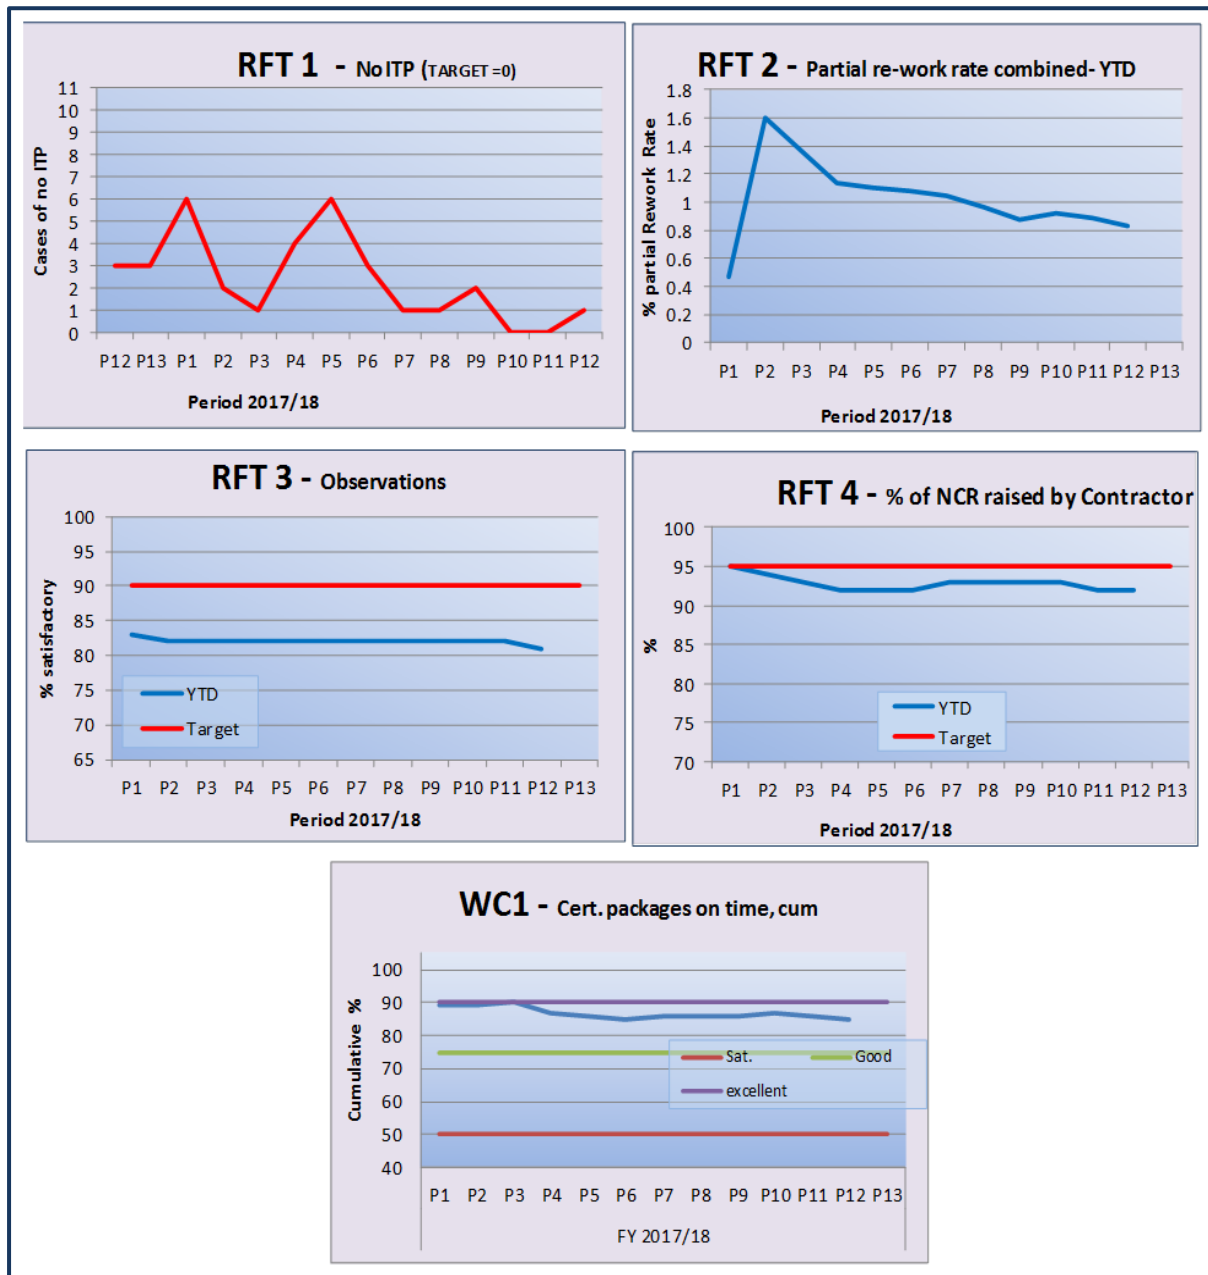 RFT 1 - No ITP (TARGET =0)
Cases of no ITP
11
10
9
8
7
6
5
4
3
2
1
0
P12 P13 P1 P2 P3 P4 P5 P6 P7 P8 P9 P10 P11 P12
Period 2017/18
RFT 2 - Partial re-work rate combined- YTD
% partial Rework Rate
1.8
1.6
1.4
1.2
1
0.8
0.6
0.4
0.2
0
P1 P2 P3 P4 P5 P6 P7 P8 P9 P10 P11 P12 P13
Period 2017/18
RFT 3 - Observations
% satisfactory
100
95
90
85
80
75
70
65
YTD
Target
P1 P2 P3 P4 P5 P6 P7 P8 P9 P10 P11 P12 P13
Period 2017/18
RFT 4 - % of NCR raised by Contractor
%
100
95
90
85
80
75
70
YTD
Target
P1 P2 P3 P4 P5 P6 P7 P8 P9 P10 P11 P12 P13
Period 2017/18
WC1 - Cert. packages on time, cum
Cumulative %
100
90
80
70
60
50
40
Sat. Good
excellent
P1 P2 P3 P4 P5 P6 P7 P8 P9 P10 P11 P12 P13
FY 2017/18